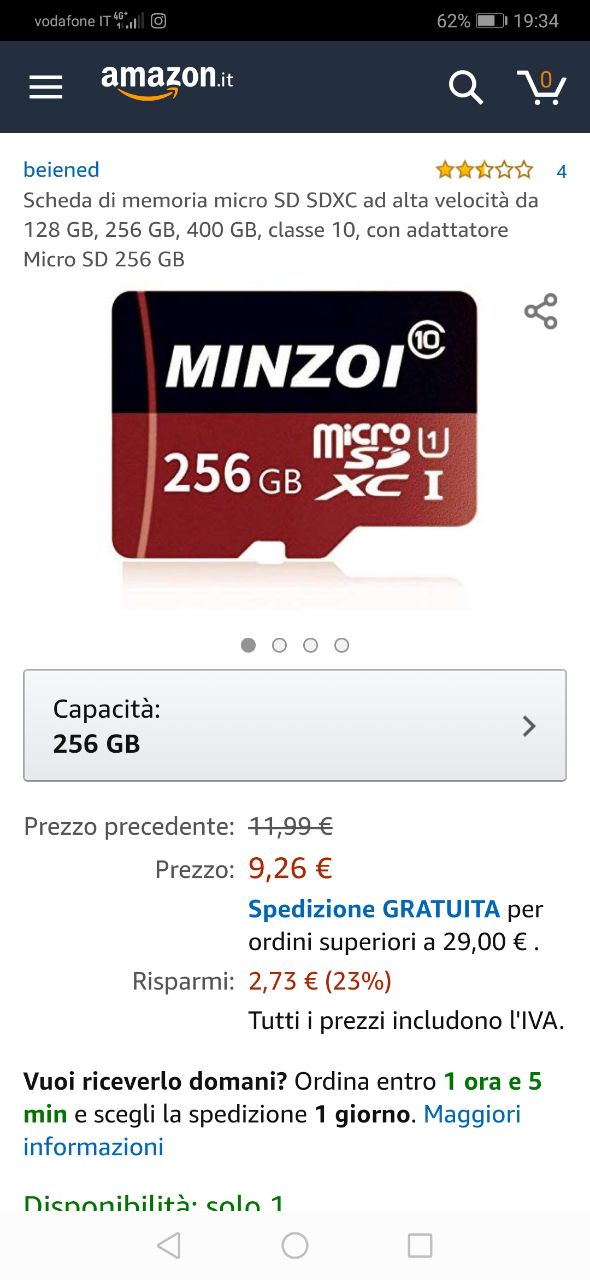 vodafone IT 4G+ 62% 19:34
amazon.it 0
beiened 4
Scheda di memoria micro SD SDXC ad alta velocità da
128 GB, 256 GB, 400 GB, classe 10, con adattatore
Micro SD 256 GB
MINZOI 10
256 GB micro SD XC I U1
Capacità:
256 GB
Prezzo precedente: 11,99 €
Prezzo: 9,26 €
Spedizione GRATUITA per
ordini superiori a 29,00 € .
Risparmi: 2,73 € (23%)
Tutti i prezzi includono l'IVA.
Vuoi riceverlo domani? Ordina entro 1 ora e 5
min e scegli la spedizione 1 giorno. Maggiori
informazioni
Disponibilità: solo 1